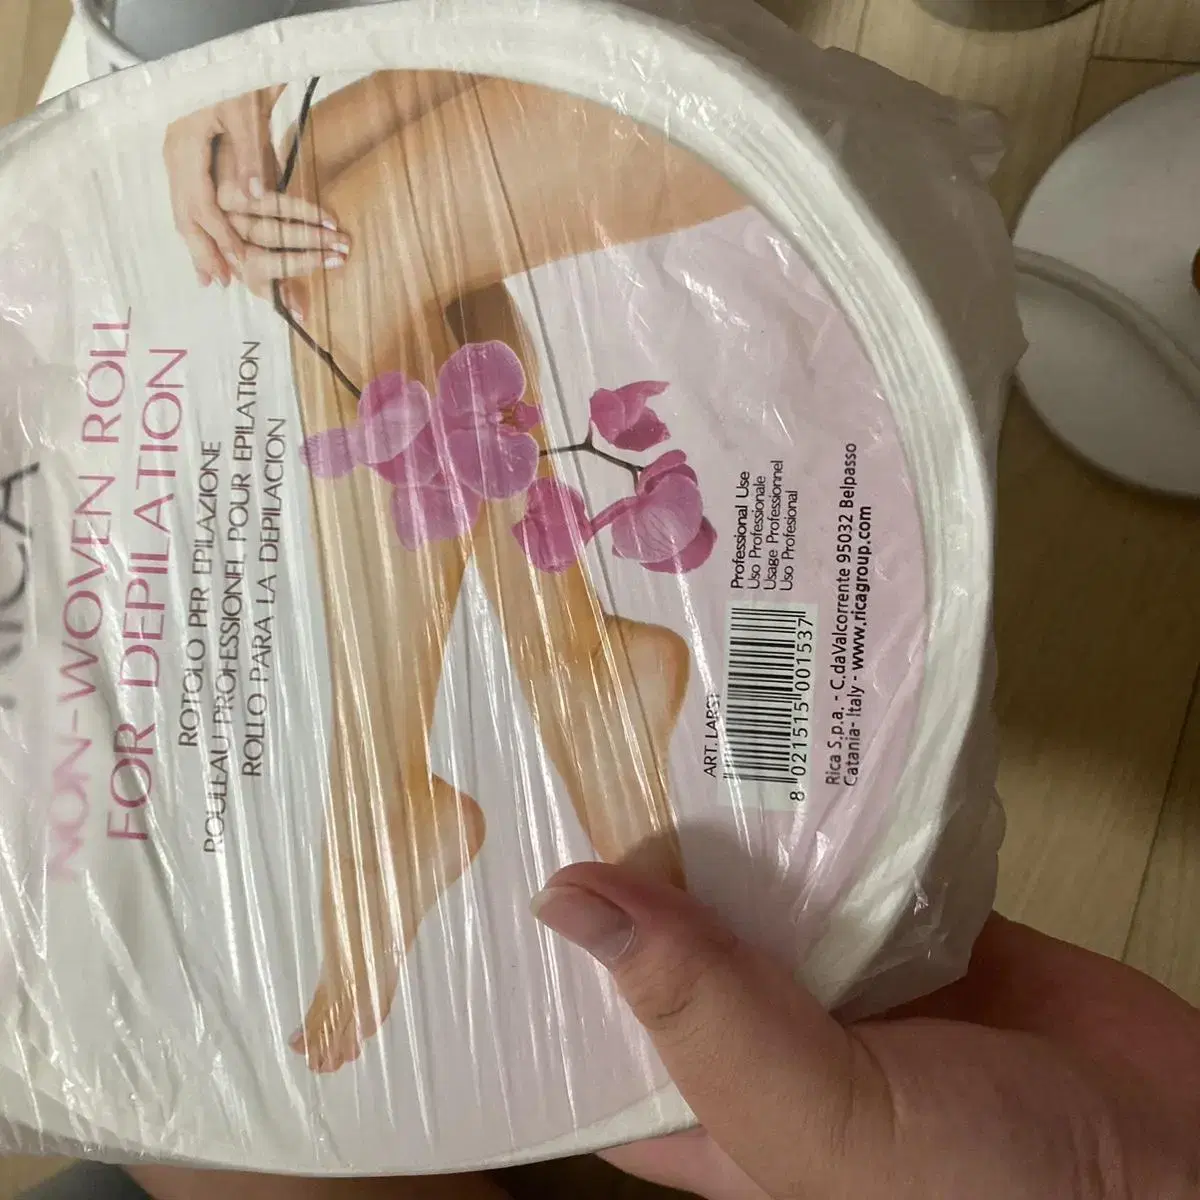 RICA
NON-WOVEN ROLL
FOR DEPILATION
ROTOLO PER EPILAZIONE
ROULEAU PROFESSIONEL POUR EPILATION
ROLLO PARA LA DEPILACION
Professional Use
Uso Professionale
Usage Professionnel
Uso Profesional
ART.
8 021515 001537
Rica S.p.a. - C.da Valcorrente 95032 Belpasso
Catania- Italy - www.ricagroup.com